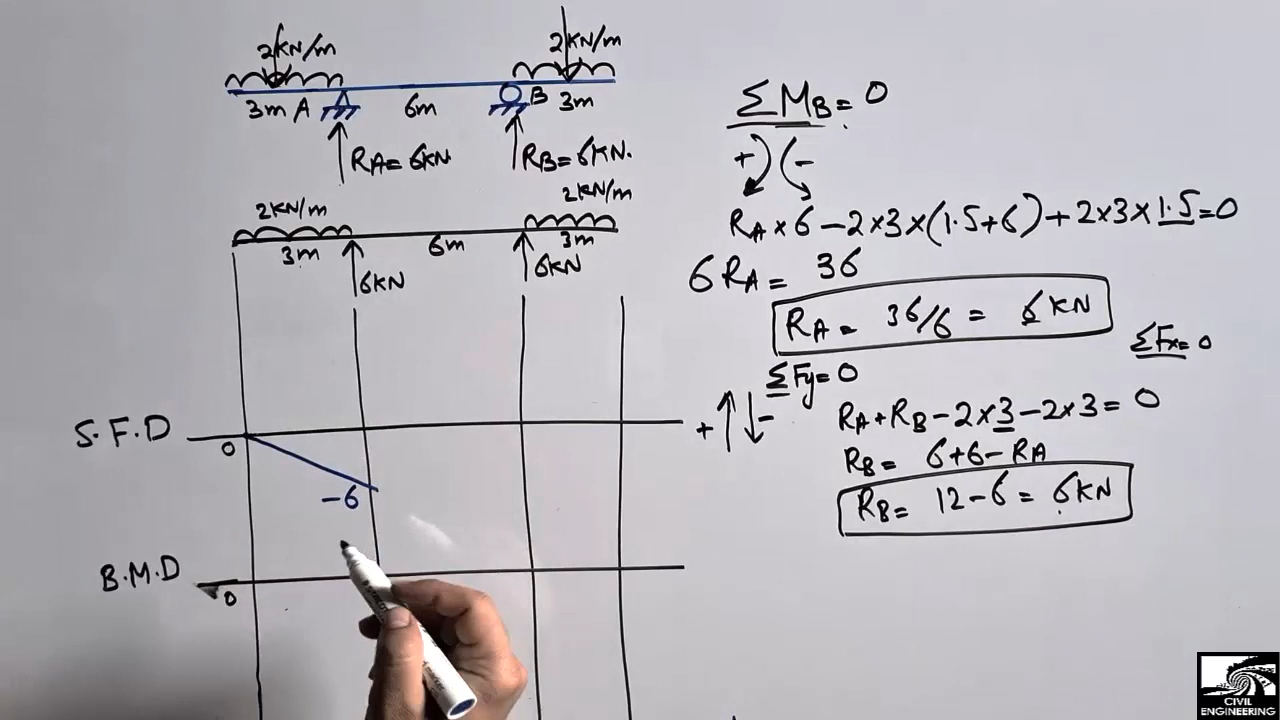 2KN/m 2KN/m
3m A 6m B 3m
RA=6KN. RB=6KN.
2KN/m 2KN/m
3m 6m 3m
6KN 6KN
S.F.D
0
-6
B.M.D
0
ΣMB=0
+ -
RA×6-2×3×(1.5+6)+2×3×1.5=0
6RA= 36
RA= 36/6 = 6KN
ΣFx=0
ΣFy=0
+ -
RA+RB-2×3-2×3=0
RB= 6+6-RA
RB= 12-6= 6KN
CIVIL
ENGINEERING